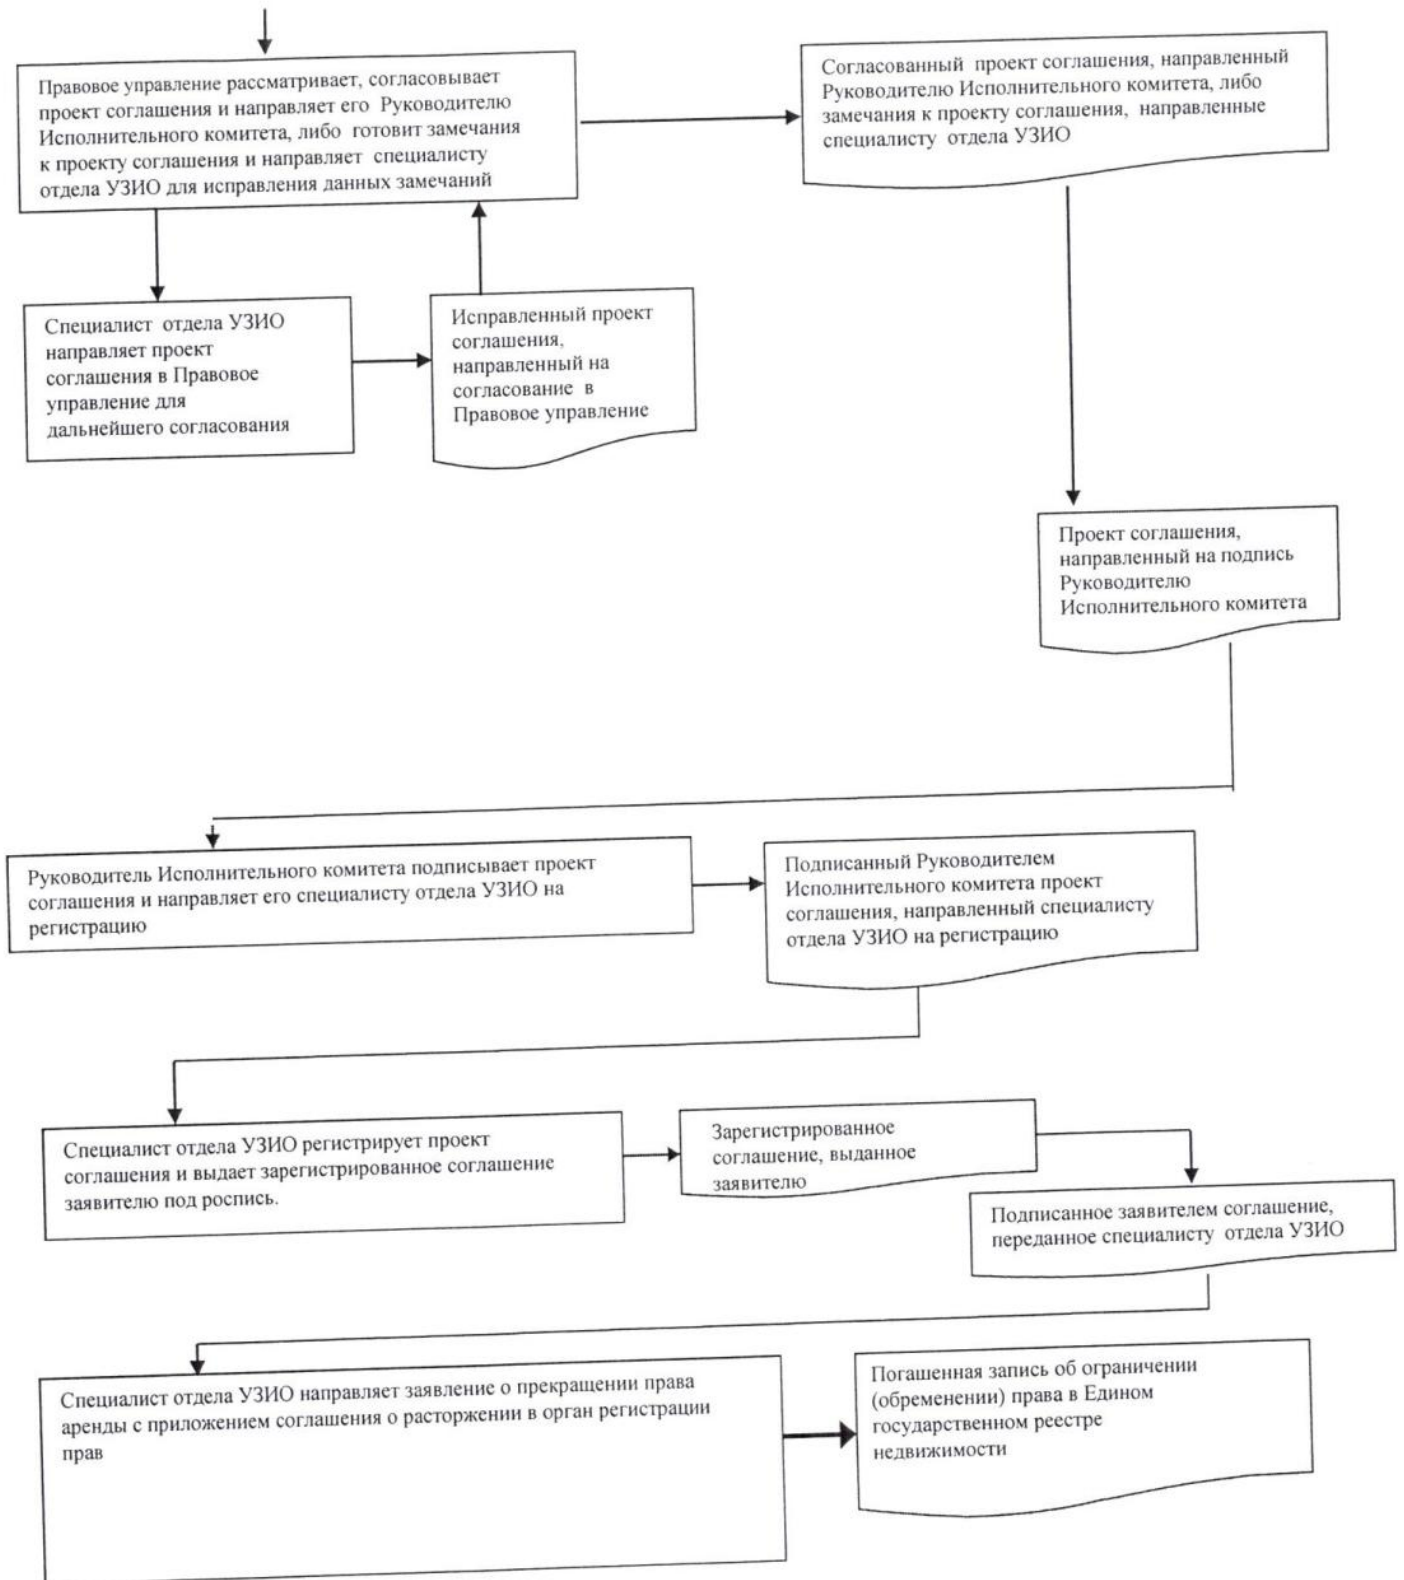 Правовое управление рассматривает, согласовывает
проект соглашения и направляет его Руководителю
Исполнительного комитета, либо готовит замечания
к проекту соглашения и направляет специалисту
отдела УЗИО для исправления данных замечаний
Согласованный проект соглашения, направленный
Руководителю Исполнительного комитета, либо
замечания к проекту соглашения, направленные
специалисту отдела УЗИО
Специалист отдела УЗИО
направляет проект
соглашения в Правовое
управление для
дальнейшего согласования
Исправленный проект
соглашения,
направленный на
согласование в
Правовое управление
Проект соглашения,
направленный на подпись
Руководителю
Исполнительного комитета
Руководитель Исполнительного комитета подписывает проект
соглашения и направляет его специалисту отдела УЗИО на
регистрацию
Подписанный Руководителем
Исполнительного комитета проект
соглашения, направленный специалисту
отдела УЗИО на регистрацию
Специалист отдела УЗИО регистрирует проект
соглашения и выдает зарегистрированное соглашение
заявителю под роспись.
Зарегистрированное
соглашение, выданное
заявителю
Подписанное заявителем соглашение,
переданное специалисту отдела УЗИО
Специалист отдела УЗИО направляет заявление о прекращении права
аренды с приложением соглашения о расторжении в орган регистрации
прав
Погашенная запись об ограничении
(обременении) права в Едином
государственном реестре
недвижимости